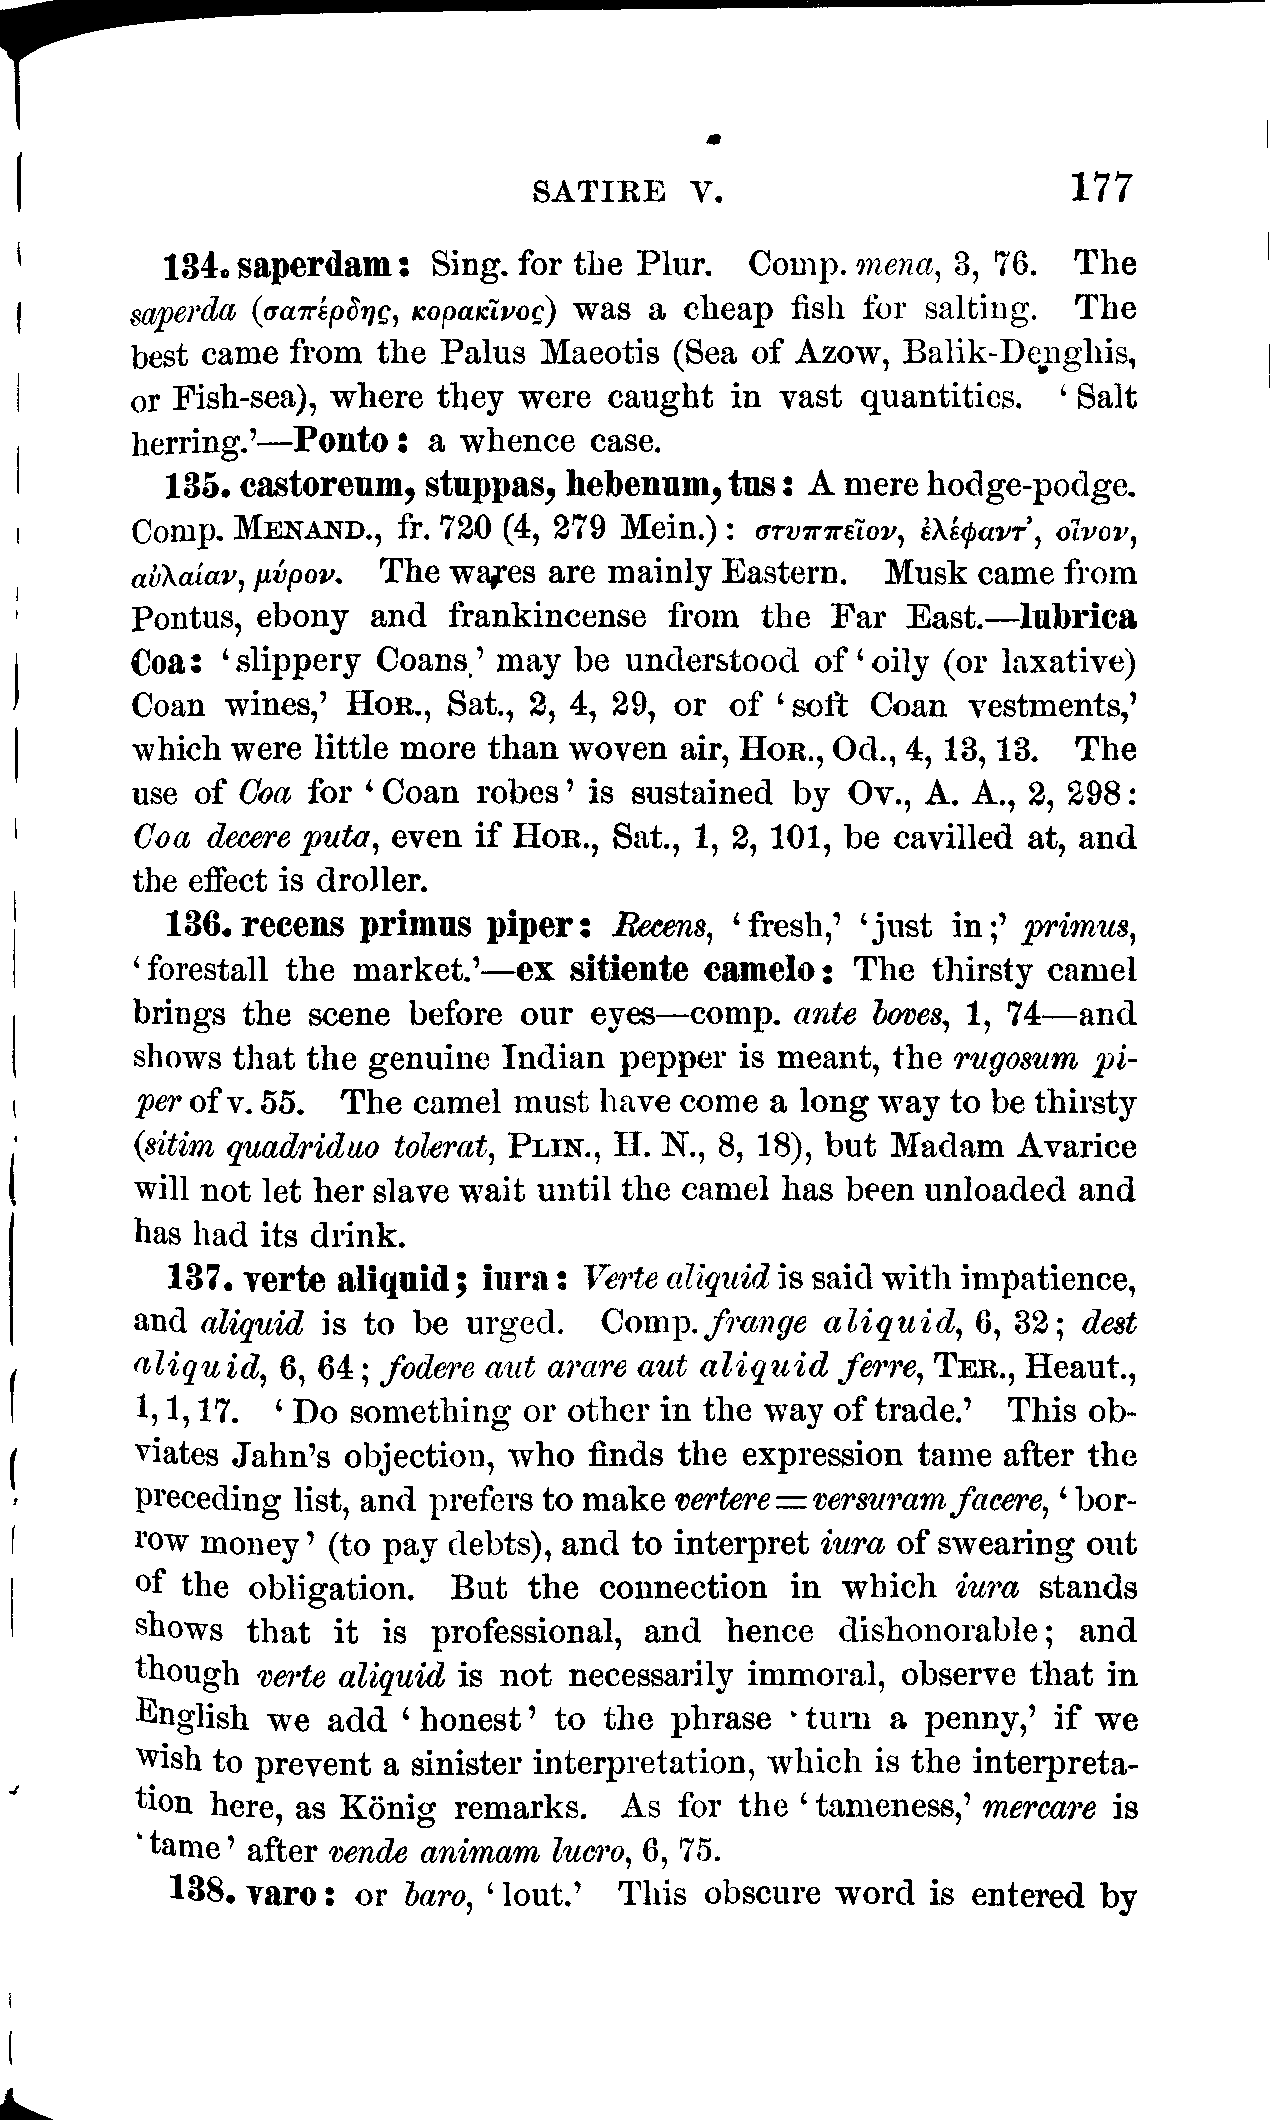 SATIRE V. 177
134. saperdam: Sing. for the Plur. Comp. mena, 3, 76. The
saperda (σαπέρδης, κορακῖνος) was a cheap fish for salting. The
best came from the Palus Maeotis (Sea of Azow, Balik-Denghis,
or Fish-sea), where they were caught in vast quantities. ‘Salt
herring.’—Ponto: a whence case.
135. castoreum, stuppas, hebenum, tus: A mere hodge-podge.
Comp. MENAND., fr. 720 (4, 279 Mein.): στυππεῖον, ἐλέφαντ’, οἶνον,
αὐλαίαν, μύρον. The wares are mainly Eastern. Musk came from
Pontus, ebony and frankincense from the Far East.—lubrica
Coa: ‘slippery Coans,’ may be understood of ‘oily (or laxative)
Coan wines,’ HOR., Sat., 2, 4, 29, or of ‘soft Coan vestments,’
which were little more than woven air, HOR., Od., 4, 13, 13. The
use of Coa for ‘Coan robes’ is sustained by Ov., A. A., 2, 298:
Coa decere puta, even if HOR., Sat., 1, 2, 101, be cavilled at, and
the effect is droller.
136. recens primus piper: Recens, ‘fresh,’ ‘just in;’ primus,
‘forestall the market.’—ex sitiente camelo: The thirsty camel
brings the scene before our eyes—comp. ante boves, 1, 74—and
shows that the genuine Indian pepper is meant, the rugosum pi-
per of v. 55. The camel must have come a long way to be thirsty
(sitim quadriduo tolerat, PLIN., H. N., 8, 18), but Madam Avarice
will not let her slave wait until the camel has been unloaded and
has had its drink.
137. verte aliquid; iura: Verte aliquid is said with impatience,
and aliquid is to be urged. Comp. frange aliquid, 6, 32; dest
aliquid, 6, 64; fodere aut arare aut aliquid ferre, TER., Heaut.,
1, 1, 17. ‘Do something or other in the way of trade.’ This ob-
viates Jahn’s objection, who finds the expression tame after the
preceding list, and prefers to make vertere = versuram facere, ‘bor-
row money’ (to pay debts), and to interpret iura of swearing out
of the obligation. But the connection in which iura stands
shows that it is professional, and hence dishonorable; and
though verte aliquid is not necessarily immoral, observe that in
English we add ‘honest’ to the phrase ‘turn a penny,’ if we
wish to prevent a sinister interpretation, which is the interpreta-
tion here, as König remarks. As for the ‘tameness,’ mercare is
‘tame’ after vende animam lucro, 6, 75.
138. varo: or baro, ‘lout.’ This obscure word is entered by